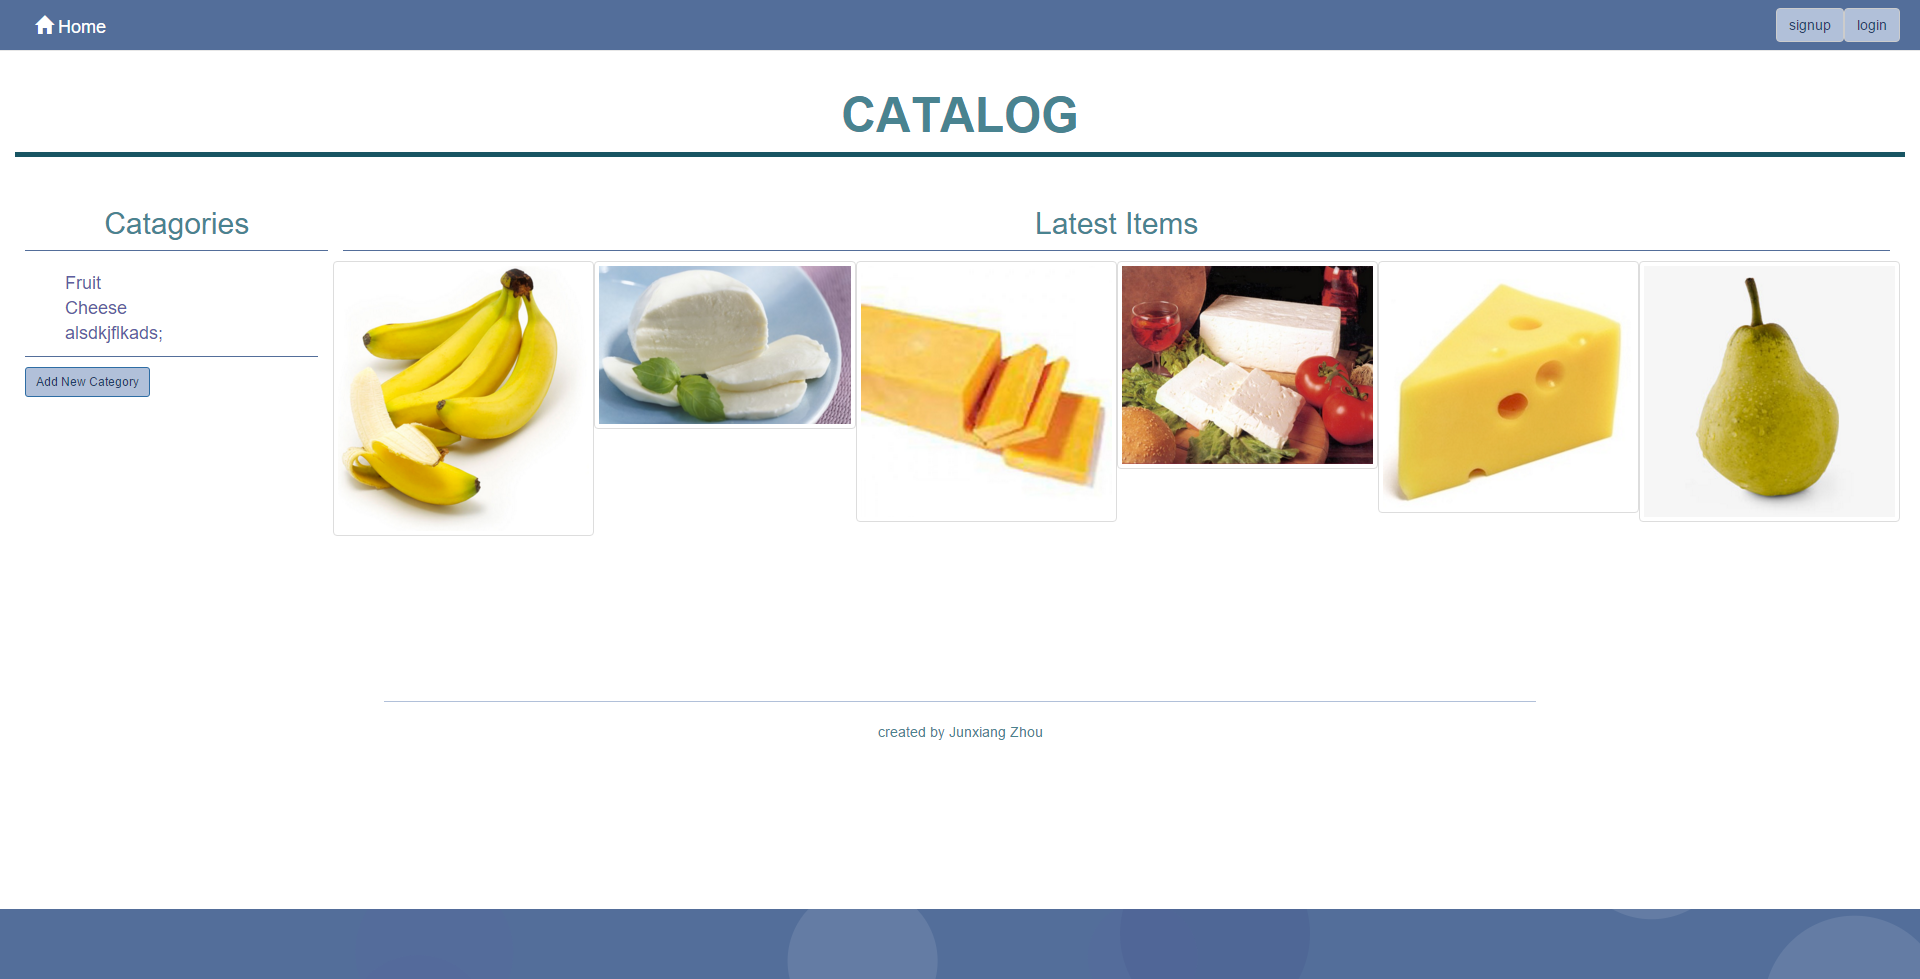 Home
signup
login
CATALOG
Catagories
Latest Items
Fruit
Cheese
alsdkjflkads;
Add New Category
created by Junxiang Zhou